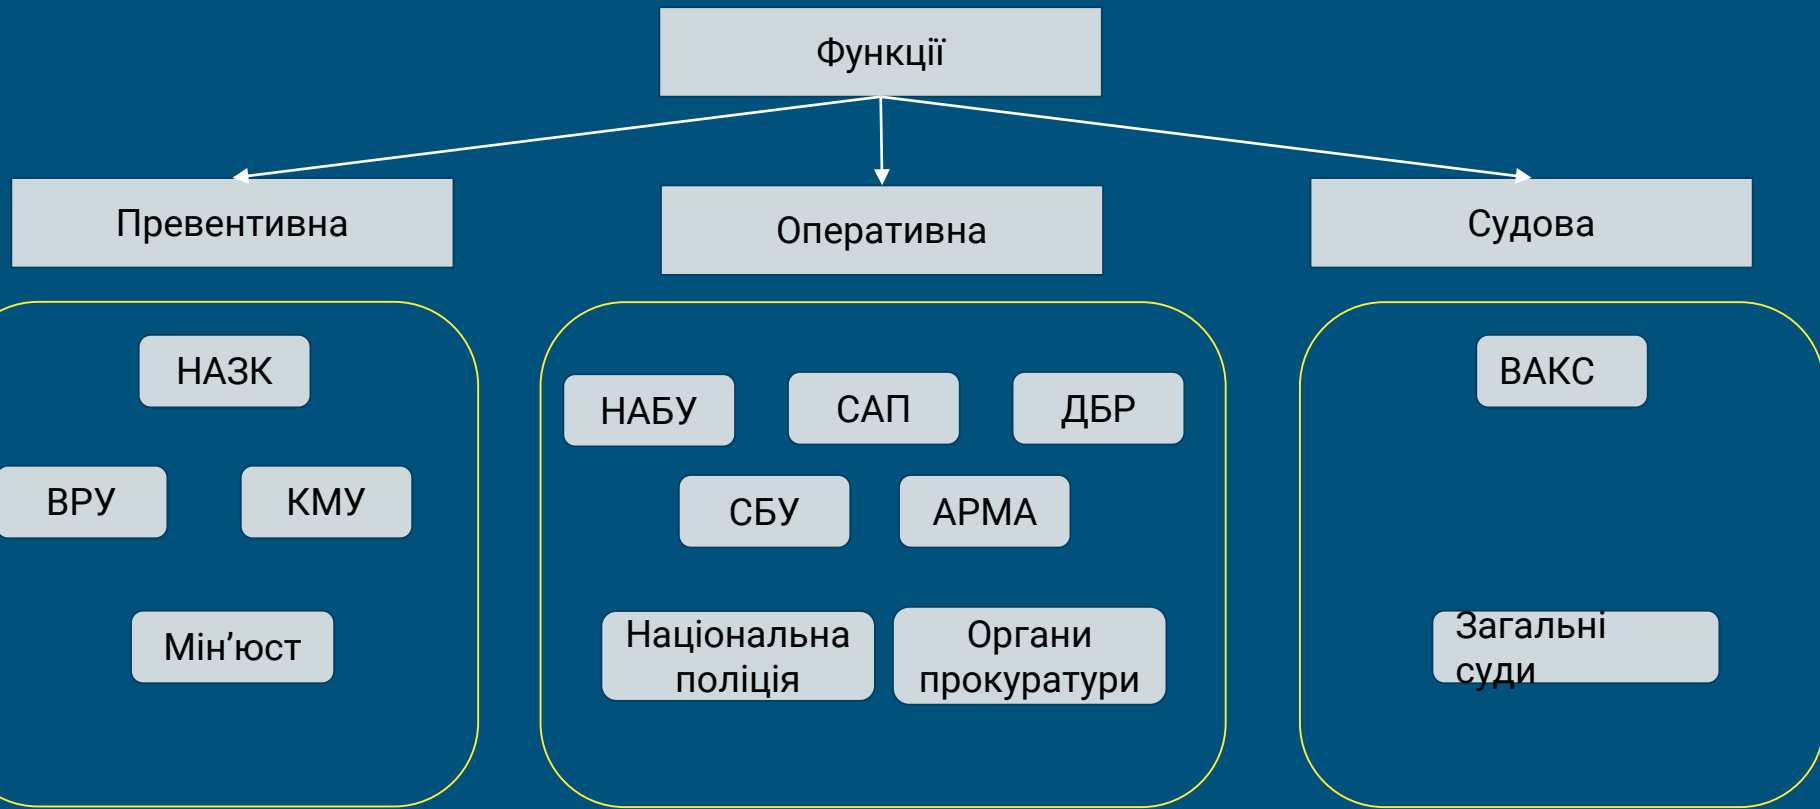 Функції
Превентивна
Оперативна
Судова
НАЗК
ВРУ
КМУ
Мін’юст
НАБУ
САП
ДБР
СБУ
АРМА
Національна
поліція
Органи
прокуратури
ВАКС
Загальні
суди